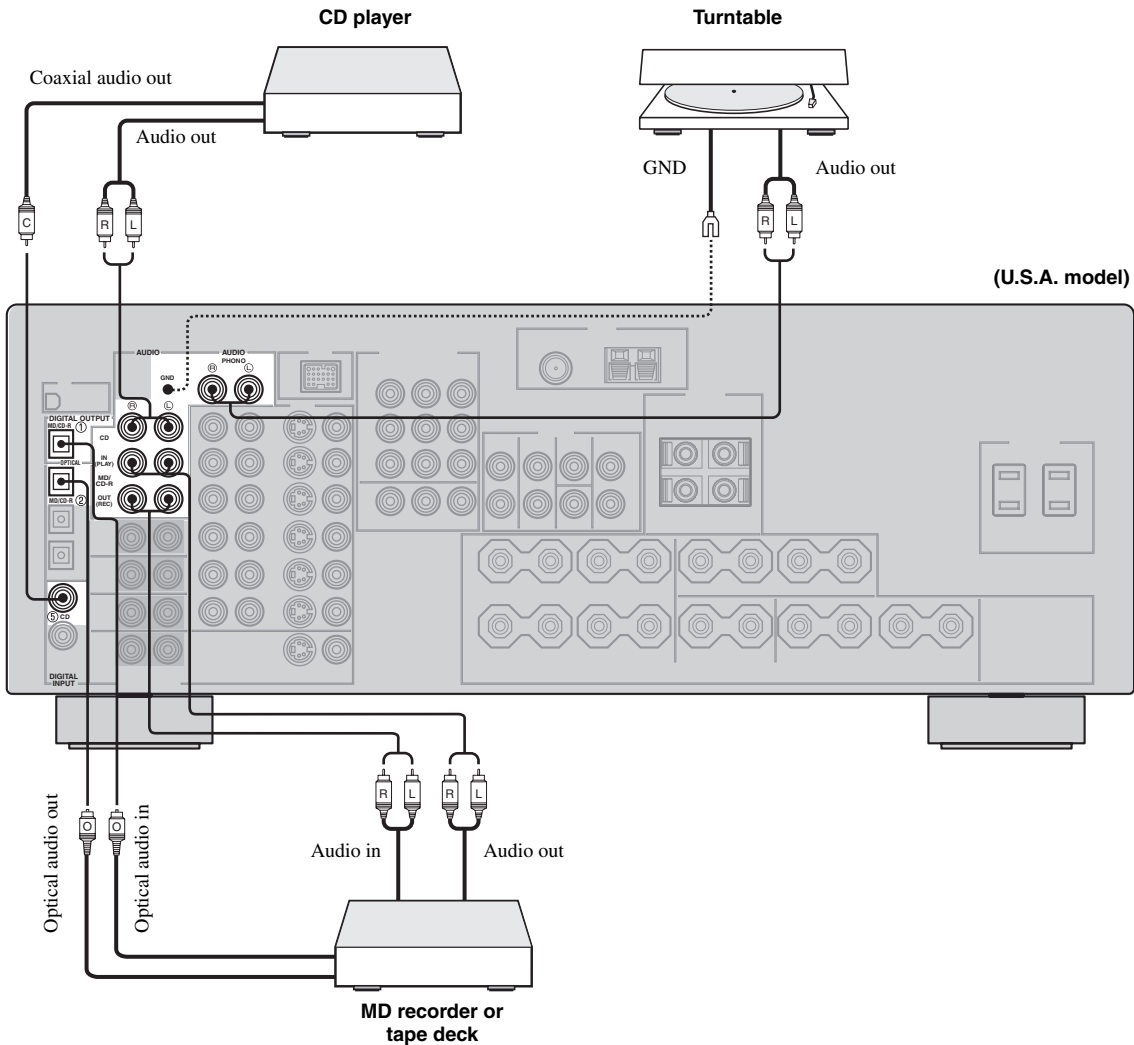 CD player
Turntable
Coaxial audio out
Audio out
GND
Audio out
C
R
L
R
L
(U.S.A. model)
AUDIO
AUDIO
PHONO
GND
R
L
R
L
DIGITAL OUTPUT
MD/CD-R
①
CD
OPTICAL
IN
(PLAY)
MD/
CD-R
MD/CD-R
②
OUT
(REC)
⑤
CD
DIGITAL
INPUT
R
L
R
L
O
O
Optical audio out
Optical audio in
Audio in
Audio out
MD recorder or
tape deck